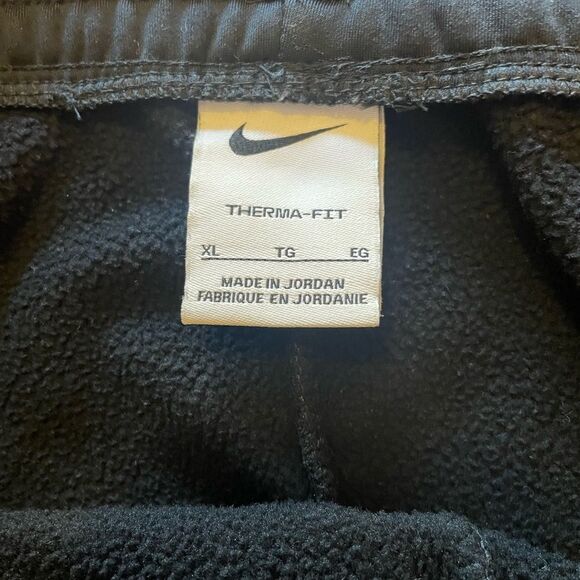 THERMA-FIT
XL TG EG
MADE IN JORDAN
FABRIQUE EN JORDANIE